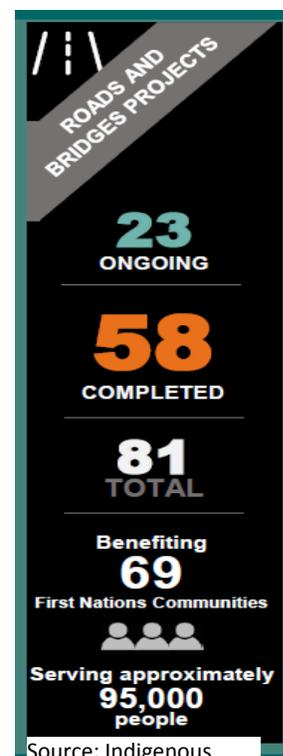 ROADS AND
BRIDGES PROJECTS
23
ONGOING
58
COMPLETED
81
TOTAL
Benefiting
69
First Nations Communities
Serving approximately
95,000
people
Source: Indigenous